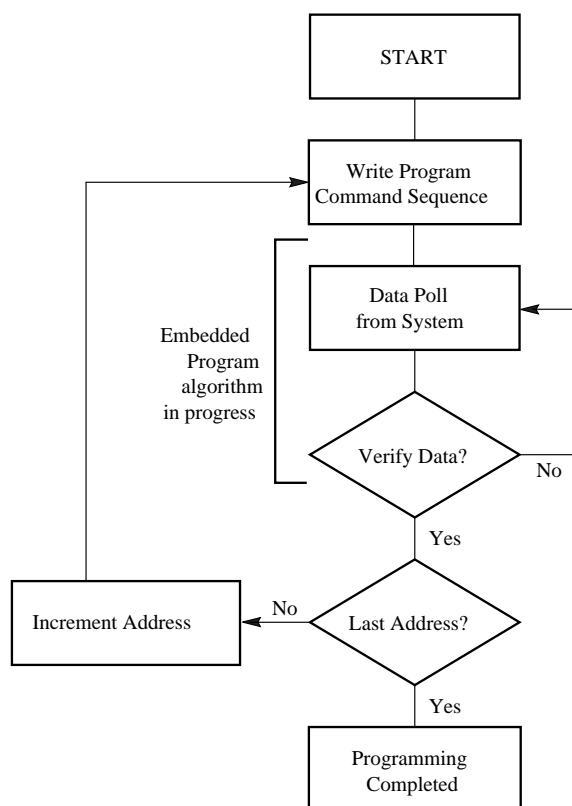 START
Write Program
Command Sequence
Data Poll
from System
Embedded
Program
algorithm
in progress
Verify Data?
No
Yes
Increment Address
No
Last Address?
Yes
Programming
Completed